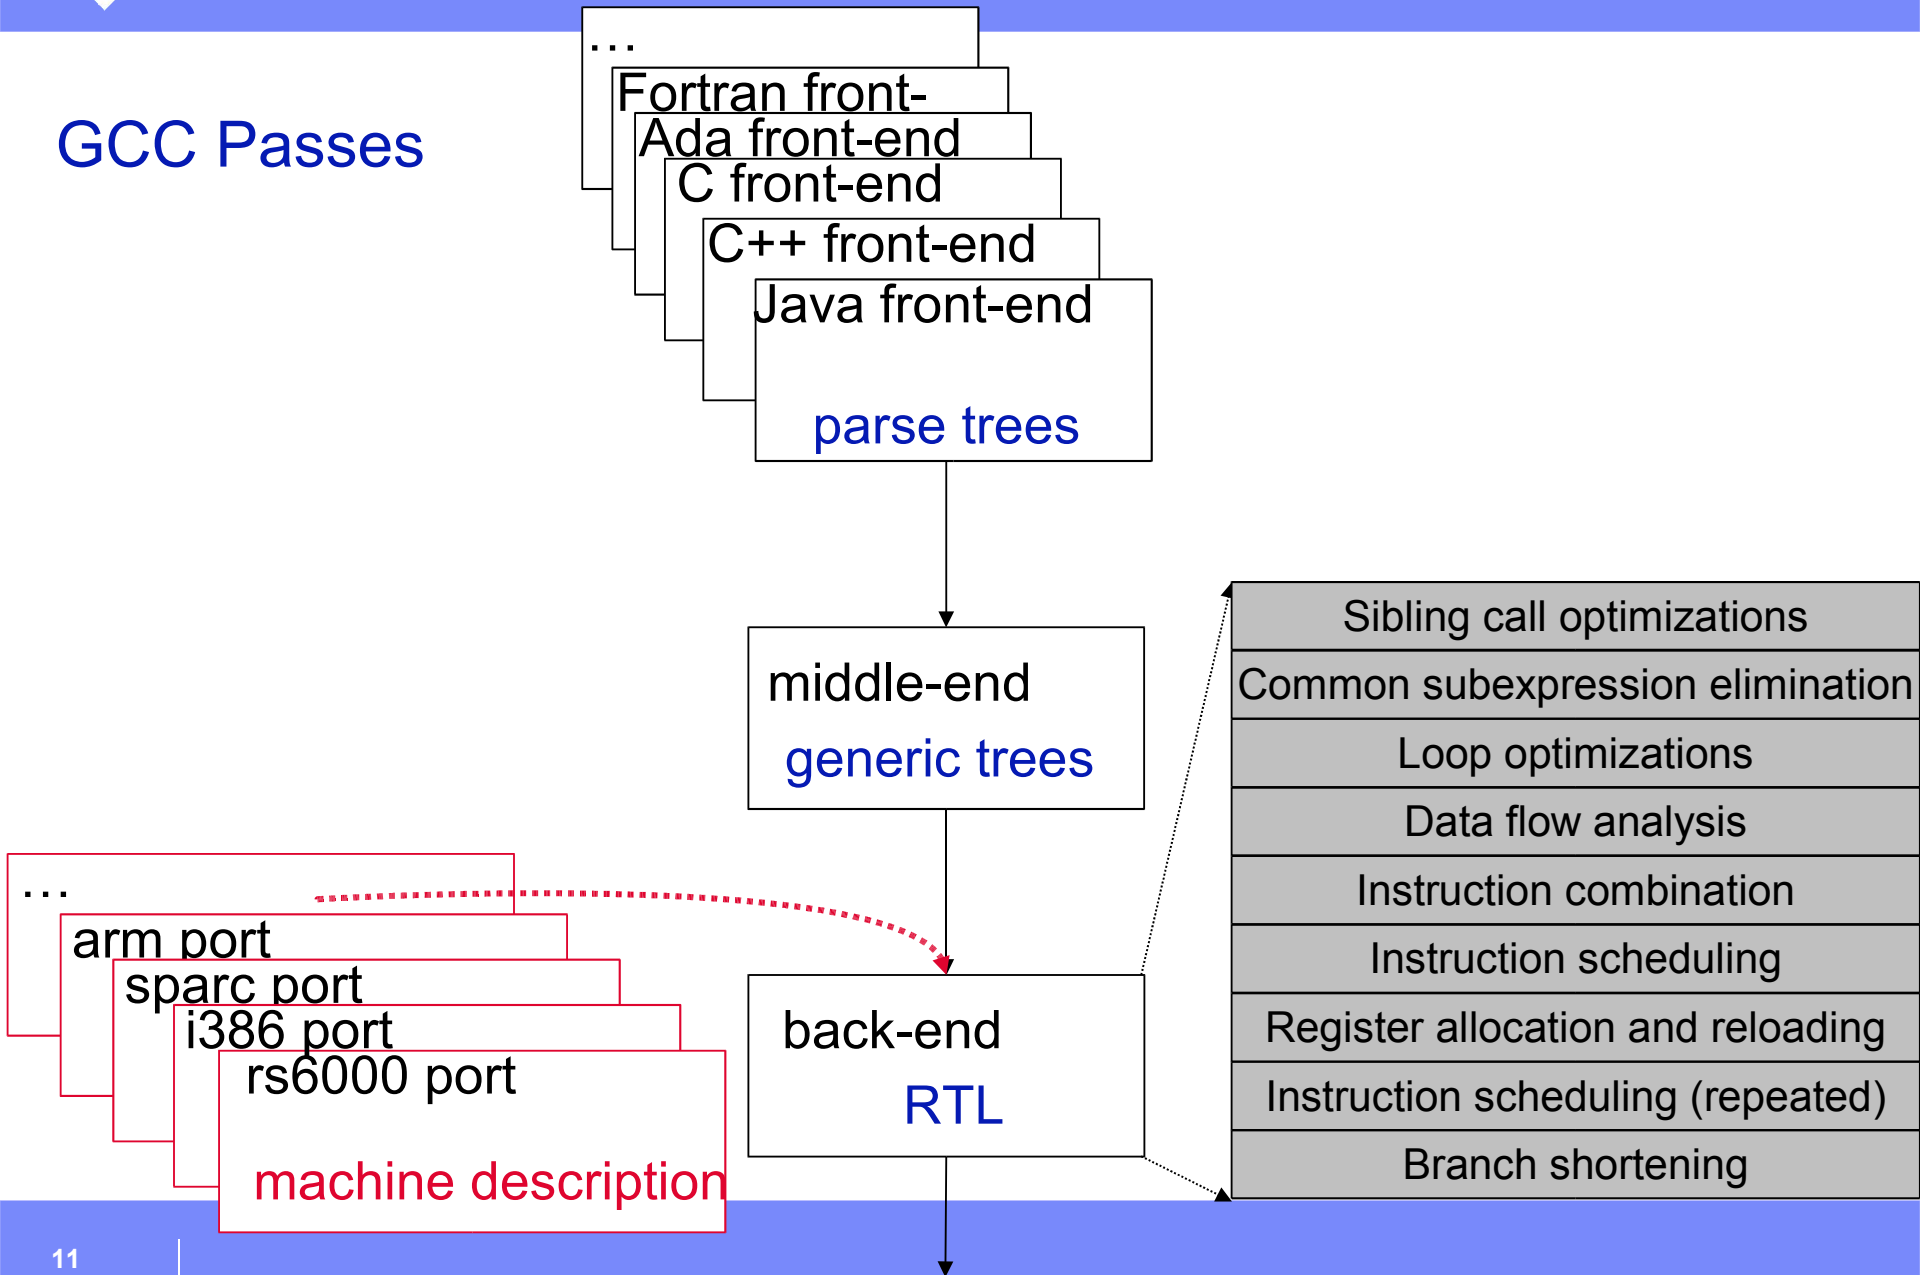 GCC Passes
…
Fortran front-
Ada front-end
C front-end
C++ front-end
Java front-end
parse trees
middle-end
generic trees
…
arm port
sparc port
i386 port
rs6000 port
machine description
back-end
RTL
Sibling call optimizations
Common subexpression elimination
Loop optimizations
Data flow analysis
Instruction combination
Instruction scheduling
Register allocation and reloading
Instruction scheduling (repeated)
Branch shortening
11